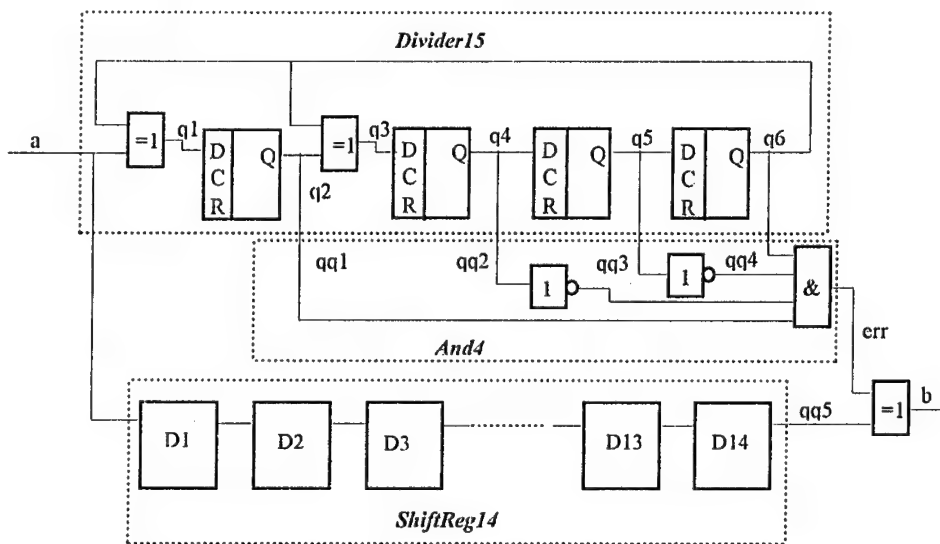 Divider15
a
=1
q1
D
C
R
Q
q2
=1
q3
D
C
R
Q
q4
D
C
R
Q
q5
D
C
R
Q
q6
qq1
qq2
1
qq3
1
qq4
&
err
And4
D1
D2
D3
D13
D14
qq5
=1
b
ShiftReg14